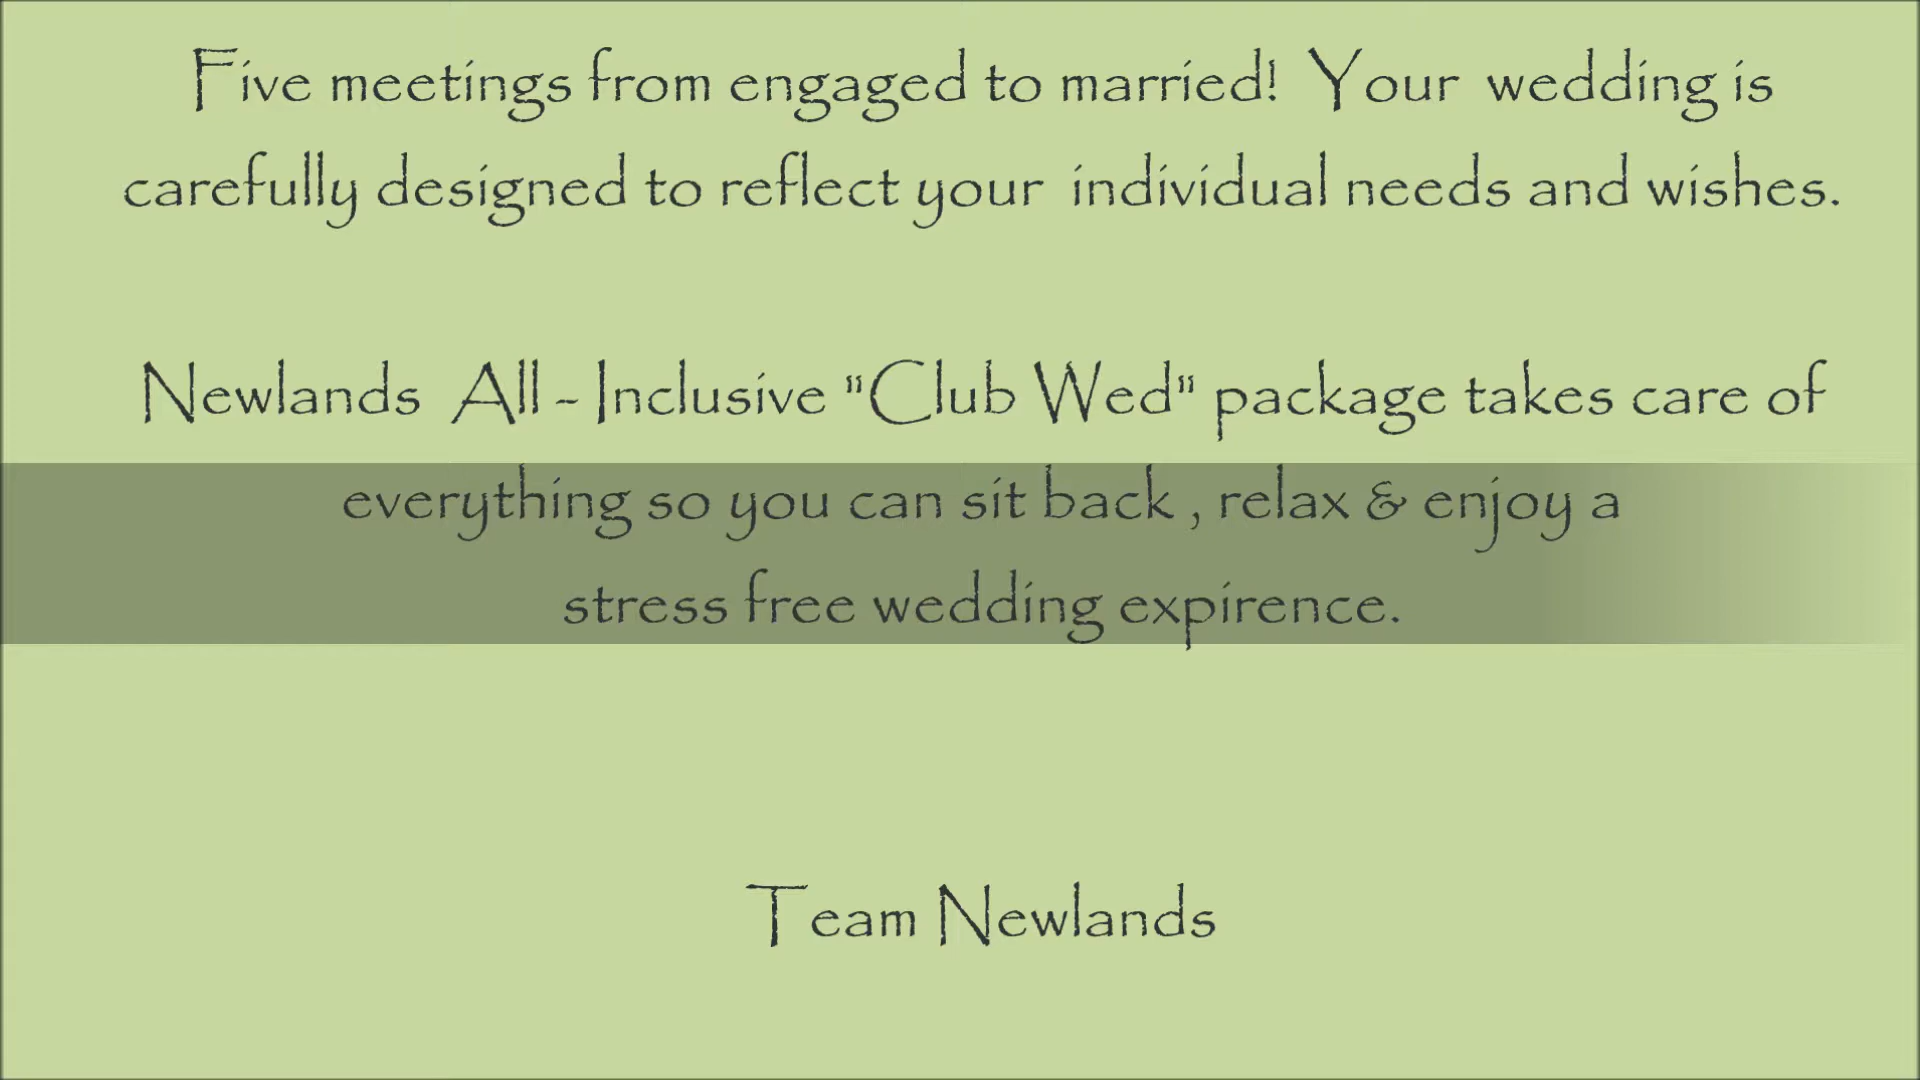 Five meetings from engaged to married! Your wedding is
carefully designed to reflect your individual needs and wishes.
Newlands All - Inclusive "Club Wed" package takes care of
everything so you can sit back , relax & enjoy a
stress free wedding expirence.
Team Newlands